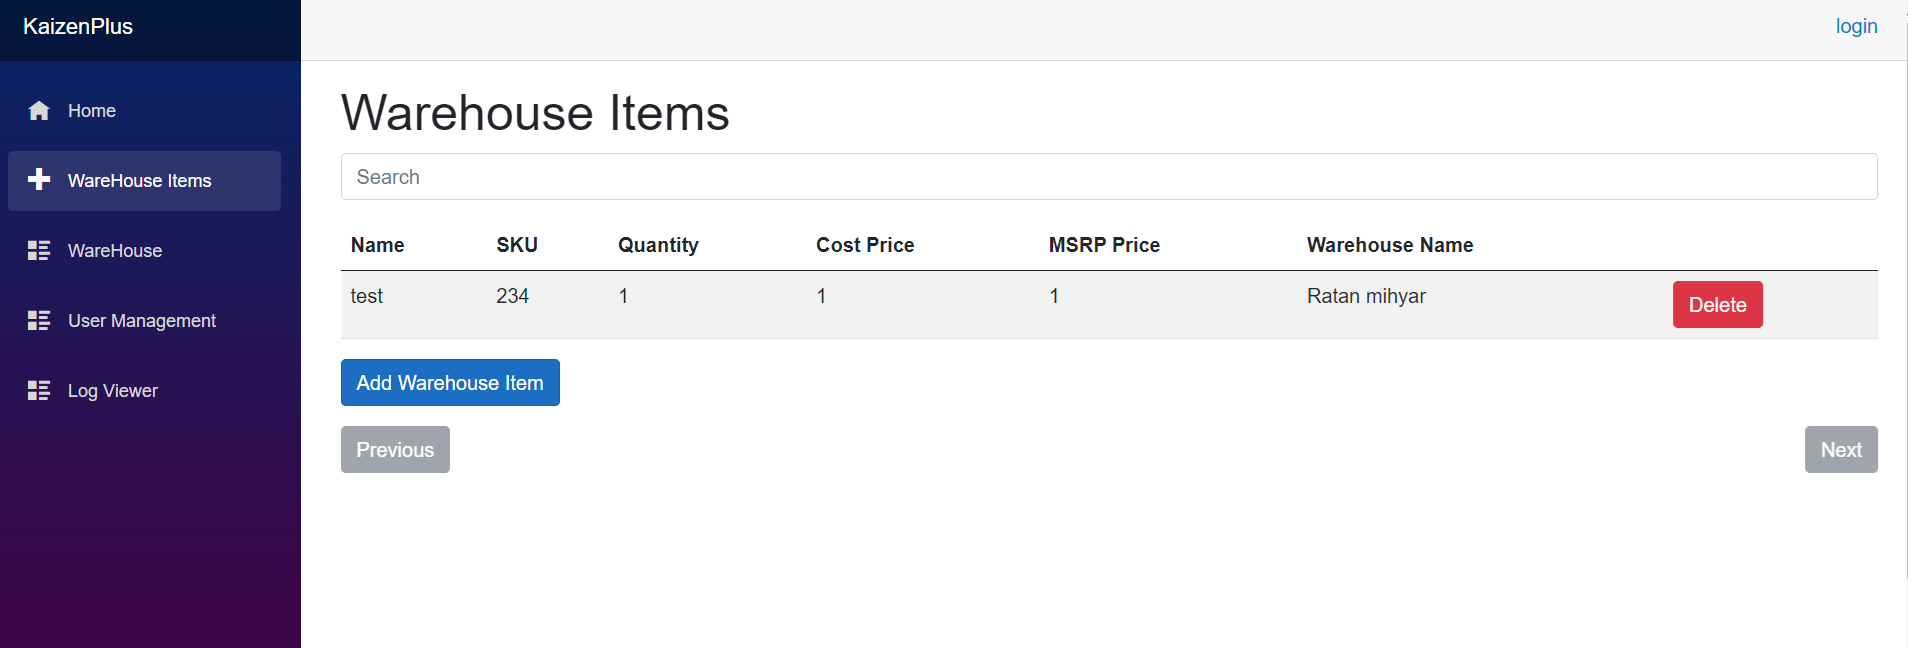 KaizenPlus
login
Home
WareHouse Items
WareHouse
User Management
Log Viewer
Warehouse Items
Search
Name SKU Quantity Cost Price MSRP Price Warehouse Name
test 234 1 1 1 Ratan mihyar Delete
Add Warehouse Item
Previous Next